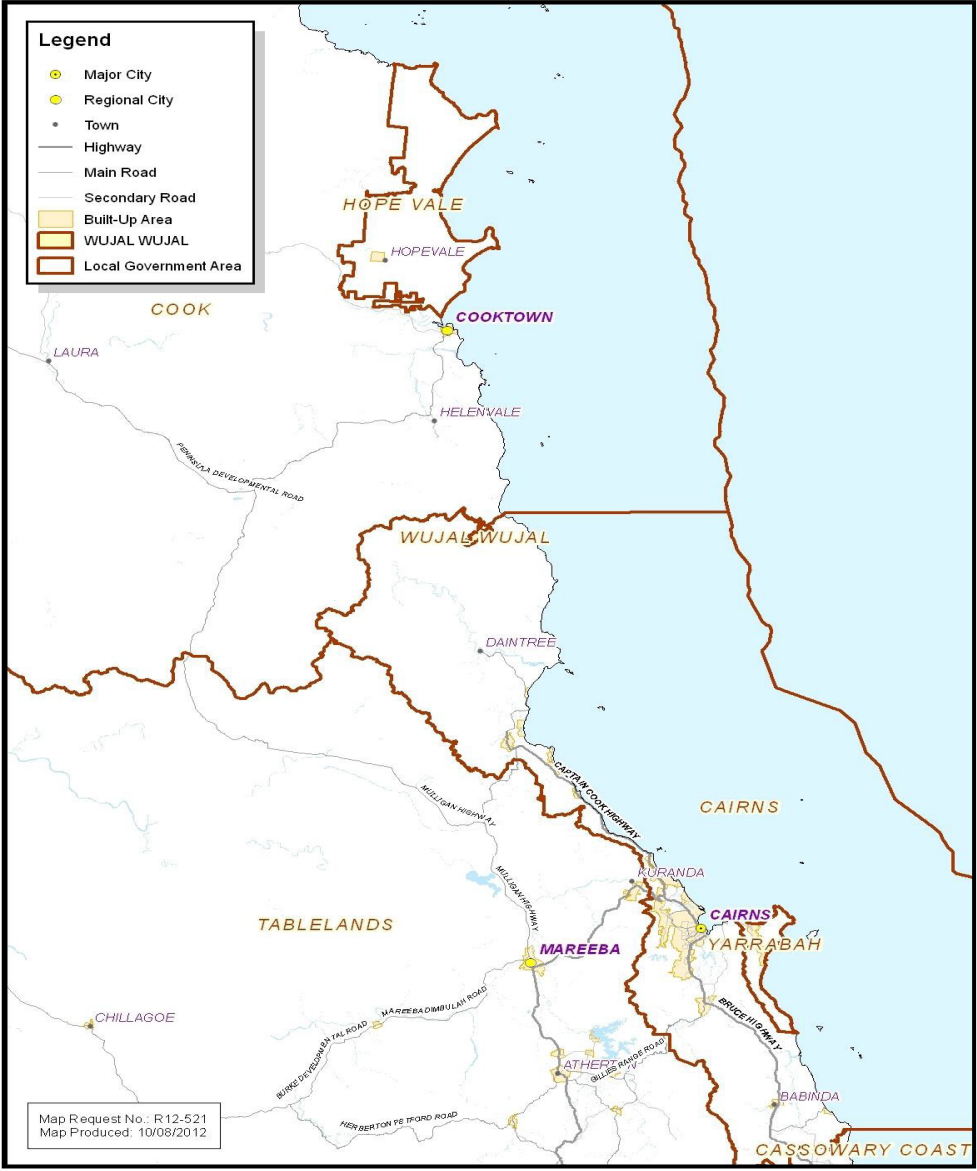 Legend
Major City
Regional City
Town
Highway
Main Road
Secondary Road
Built-Up Area
WUJAL WUJAL
Local Government Area
HOPE VALE
HOPEVALE
COOK
COOKTOWN
LAURA
HELENVALE
PENINSULA DEVELOPMENTAL ROAD
WUJAL WUJAL
DAINTREE
CAPTAIN COOK HIGHWAY
MULLIGAN HIGHWAY
CAIRNS
KURANDA
MULLIGAN HIGHWAY
TABLELANDS
CAIRNS
YARRABAH
MAREEBA
MAREEBA DIMBULAH ROAD
CHILLAGOE
BRUCE HIGHWAY
BURKE DEVELOPMENTAL ROAD
ATHERTON
GILLIES RANGE ROAD
BABINDA
HERBERTON PETFORD ROAD
Map Request No.: R12-521
Map Produced: 10/08/2012
CASSOWARY COAST